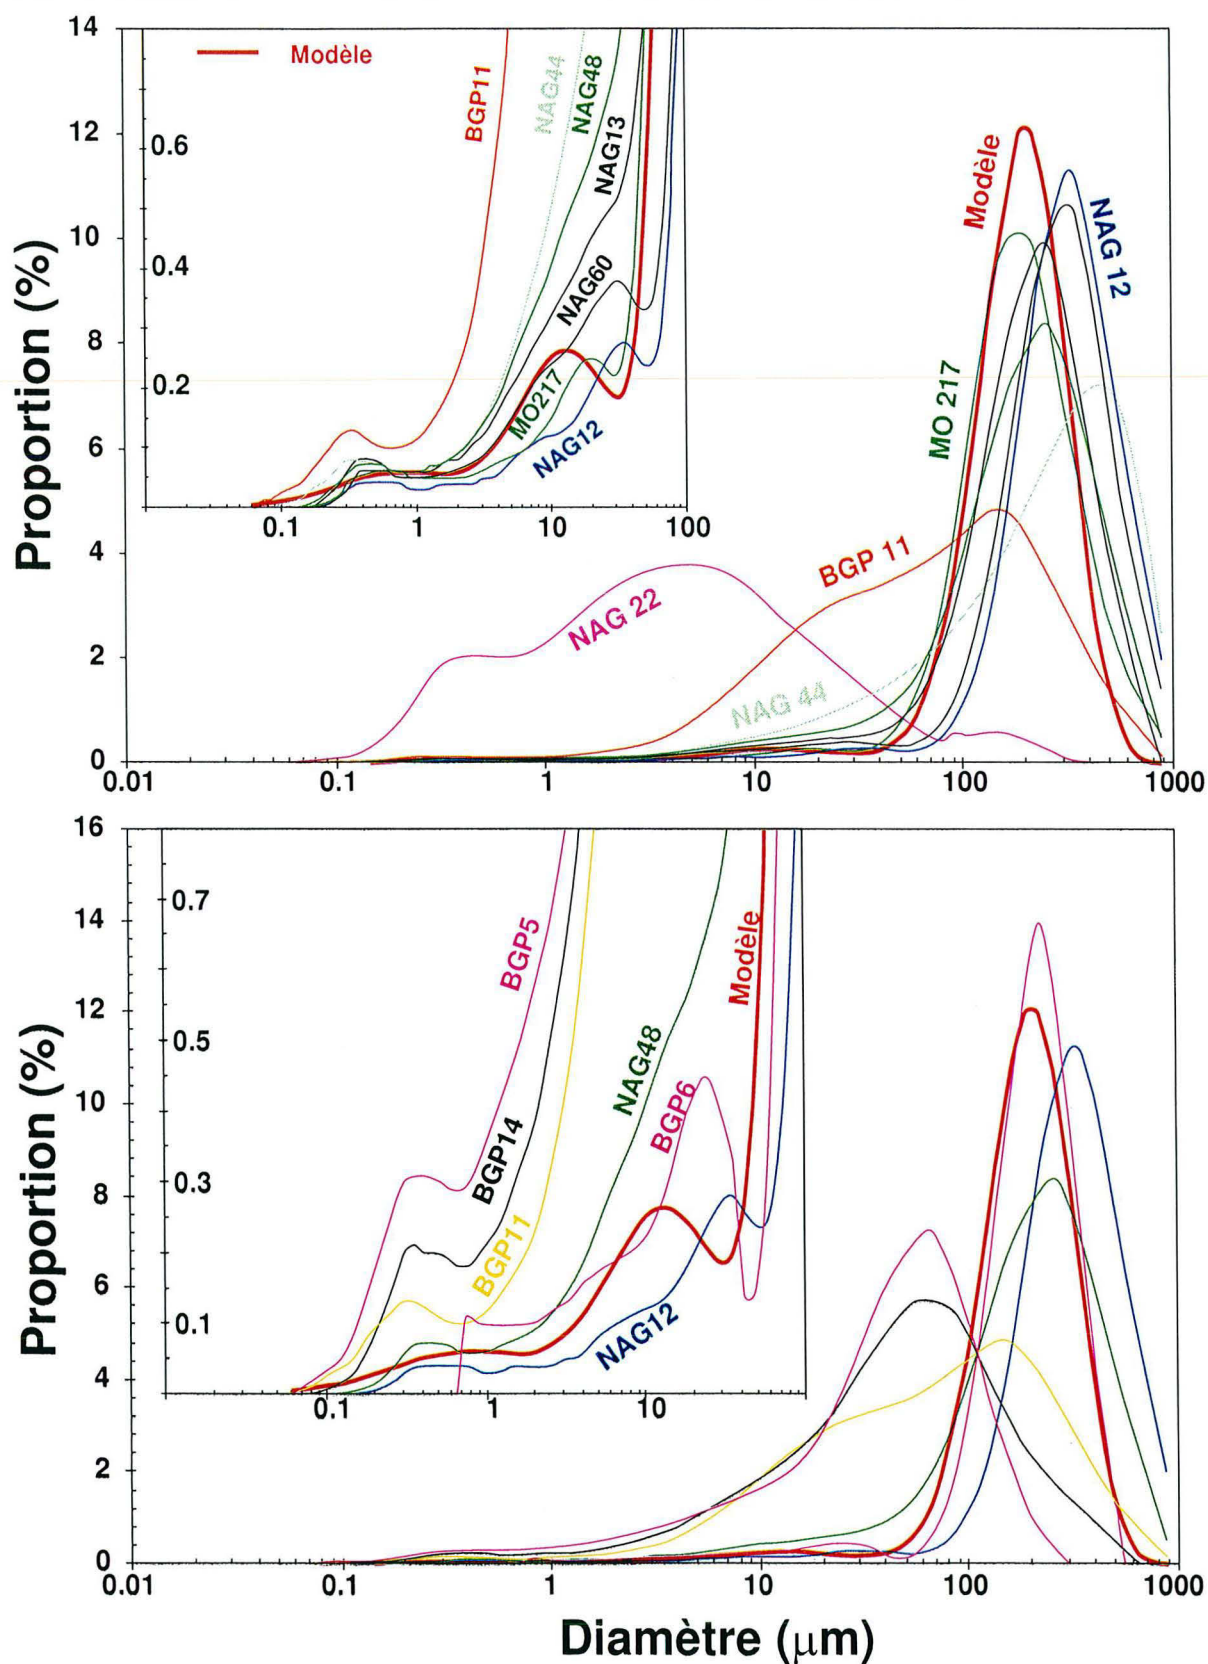 Modèle
14
12
10
8
6
4
2
0
Proportion (%)
0.6
0.4
0.2
0.1
1
10
100
BGP11
NAG44
NAG48
NAG13
NAG60
MO217
NAG12
Modèle
NAG 12
MO 217
BGP 11
NAG 22
NAG 44
0.01
0.1
1
10
100
1000
16
14
12
10
8
6
4
2
0
Proportion (%)
0.7
0.5
0.3
0.1
0.1
1
10
BGP5
BGP14
BGP11
NAG48
BGP6
Modèle
NAG12
0.01
0.1
1
10
100
1000
Diamètre (μm)